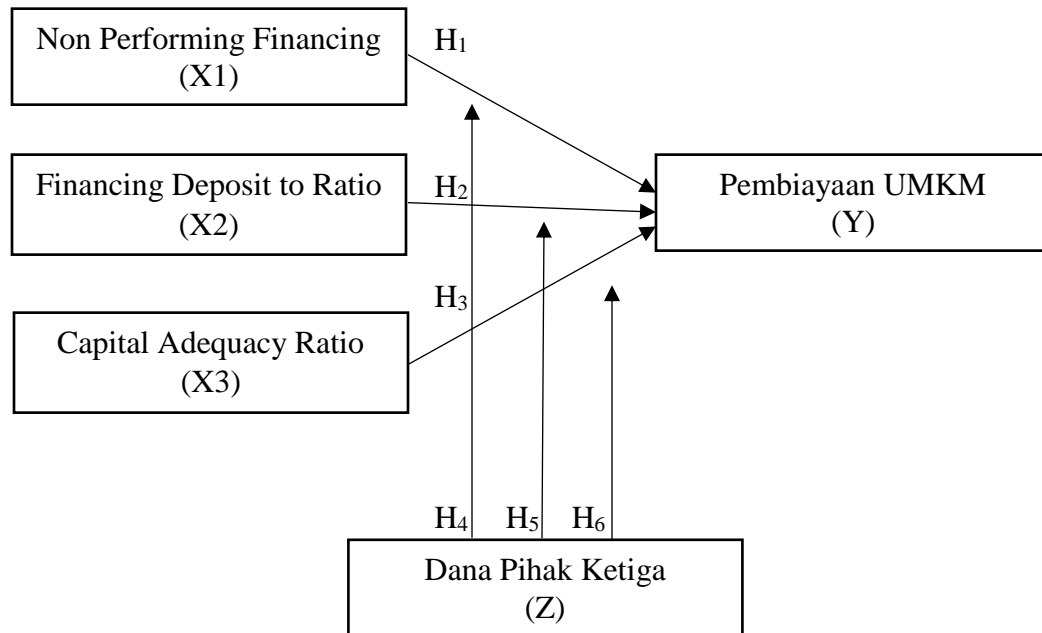 Non Performing Financing
(X1)
H₁
Financing Deposit to Ratio
(X2)
H₂
Pembiayaan UMKM
(Y)
H₃
Capital Adequacy Ratio
(X3)
H₄
H₅
H₆
Dana Pihak Ketiga
(Z)